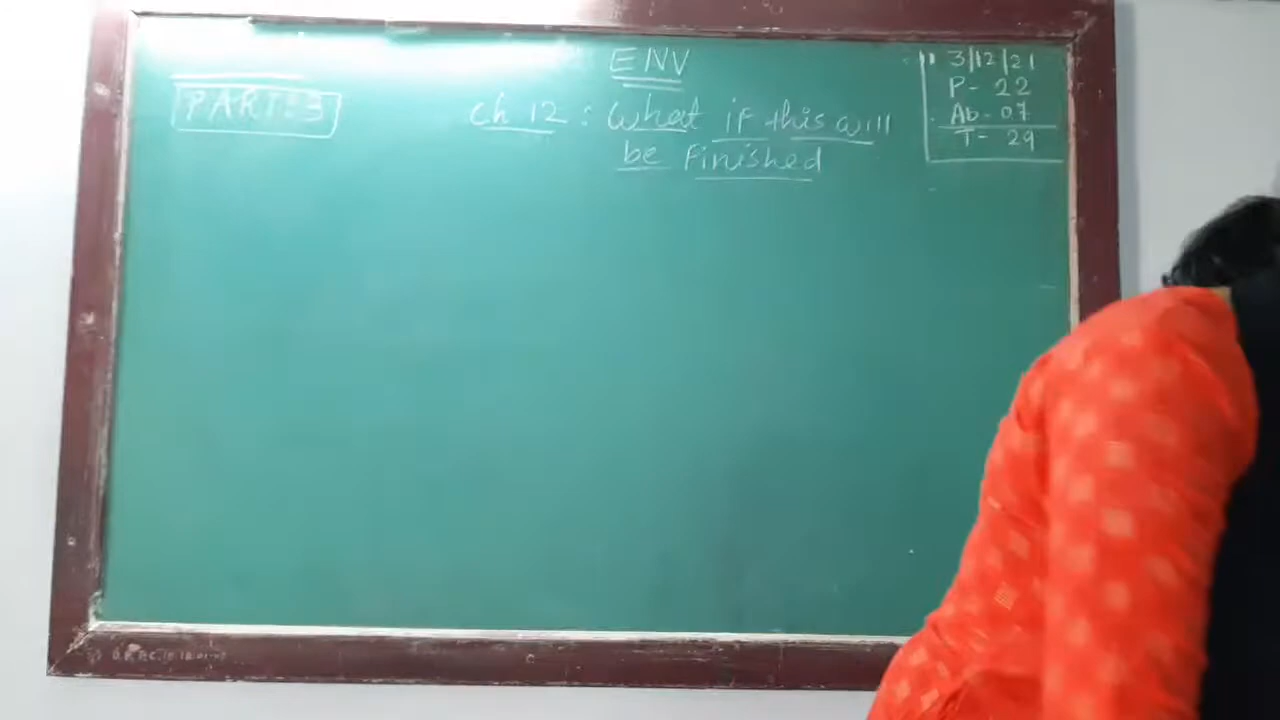 ENV
PART:3
Ch 12 : What if this will
be Finished
3/12/21
P- 22
Ab- 07
T- 29